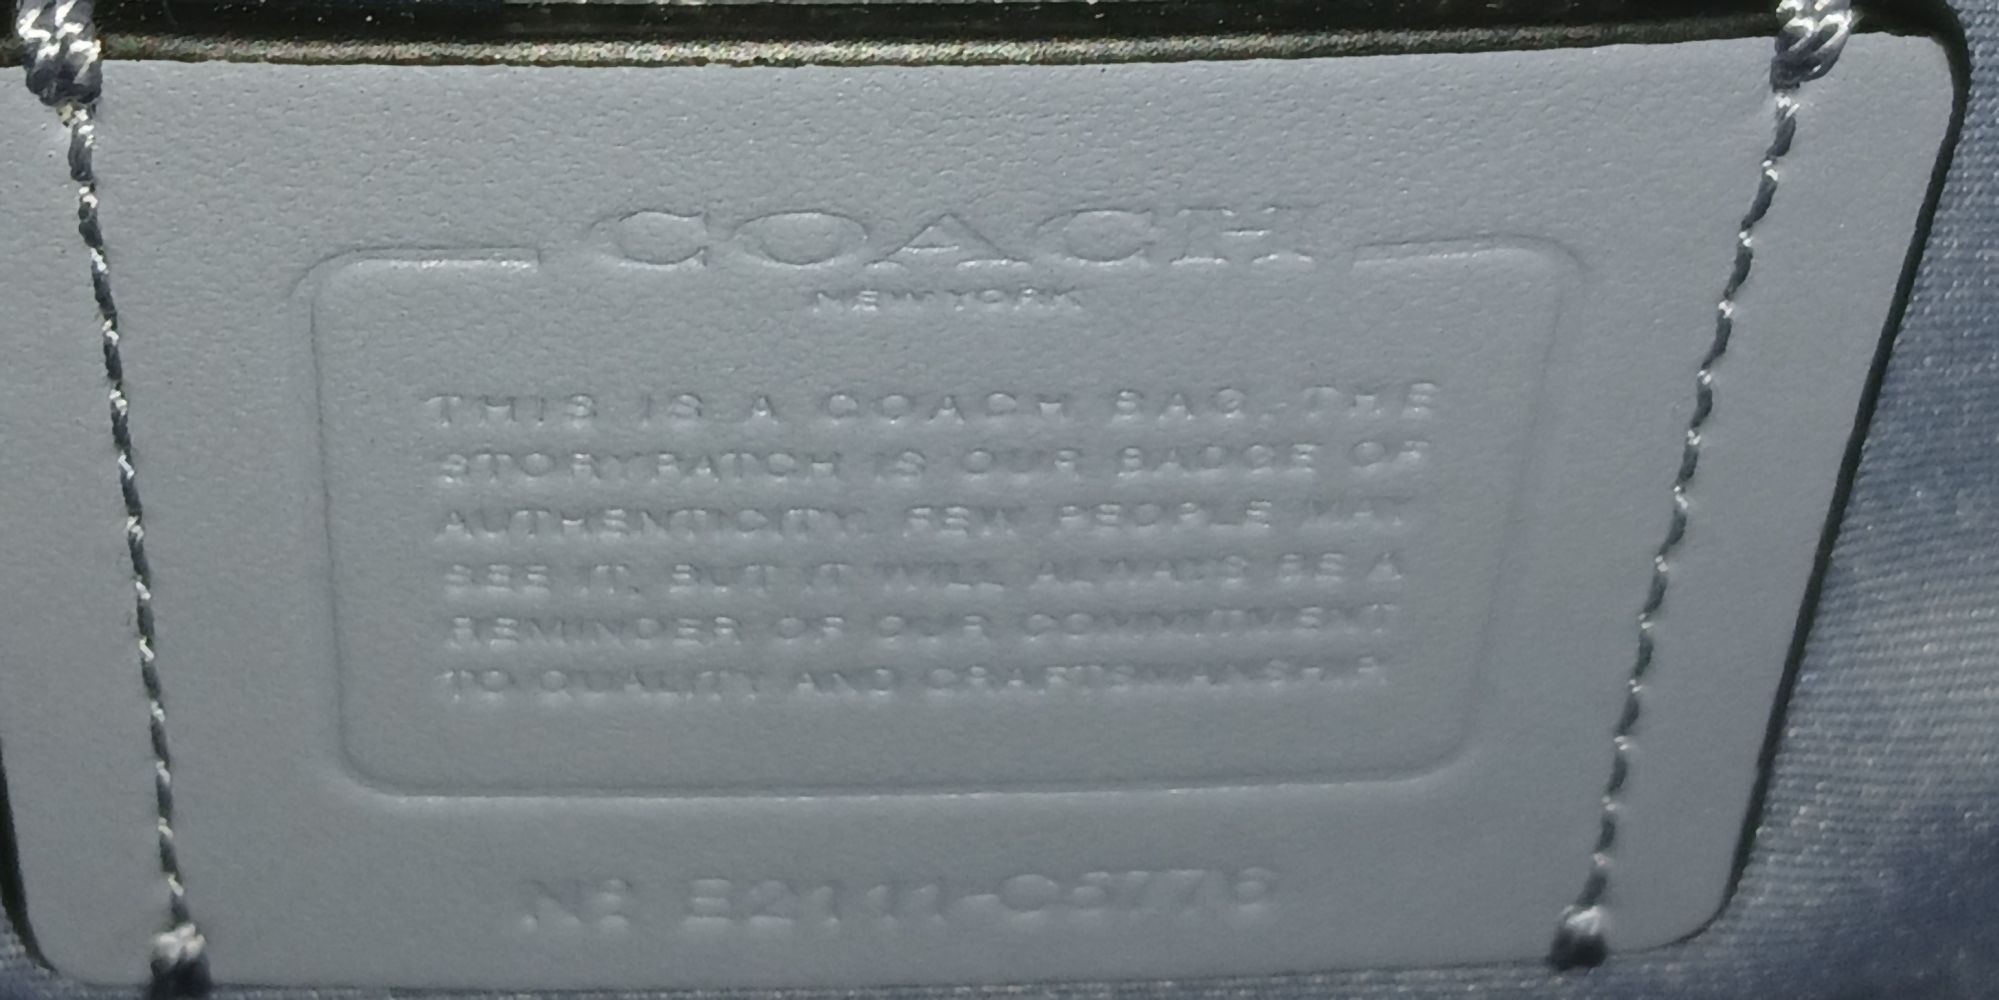 COACH
NEW YORK
THIS IS A COACH BAG. THE
STORYPATCH IS OUR BADGE OF
AUTHENTICITY. FEW PEOPLE MAY
SEE IT, BUT IT WILL ALWAYS BE A
REMINDER OF OUR COMMITMENT
TO QUALITY AND CRAFTSMANSHIP.
Nº